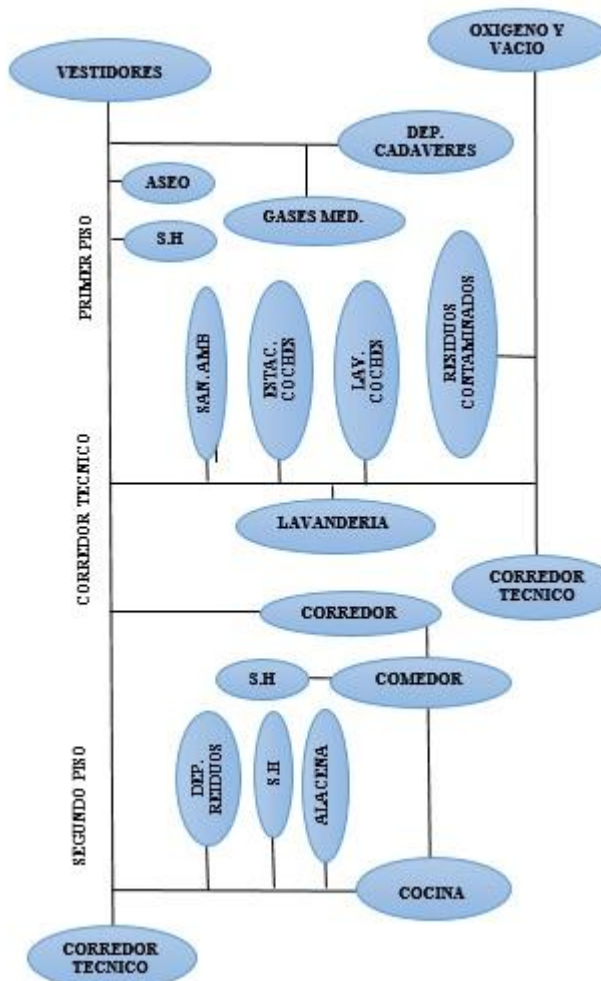 OXIGENO Y
VACIO
VESTIDORES
DEP.
CADAVERES
ASEO
GASES MED.
S.H
PRIMER PISO
SAN. AMB
ESTAC.
COCHES
LAV.
COCHES
RESIDUOS
CONTAMINADOS
CORREDOR TECNICO
LAVANDERIA
CORREDOR
TECNICO
CORREDOR
S.H
COMEDOR
SEGUNDO PISO
DEP.
REIDUOS
S.H
ALACENA
COCINA
CORREDOR
TECNICO